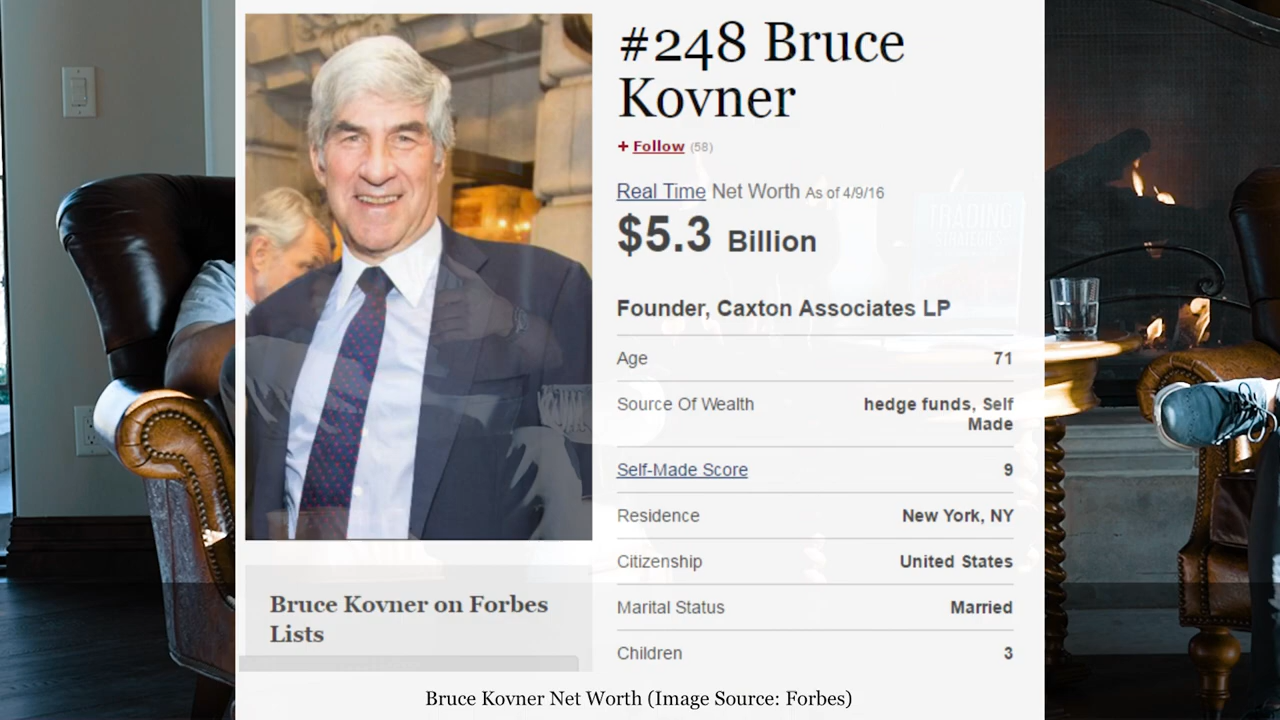 #248 Bruce
Kovner
+ Follow (58)
Real Time Net Worth As of 4/9/16
$5.3 Billion
TRADING
STRATEGIES
Founder, Caxton Associates LP
Age 71
Source Of Wealth hedge funds, Self
Made
Self-Made Score 9
Residence New York, NY
Citizenship United States
Marital Status Married
Children 3
Bruce Kovner on Forbes
Lists
Bruce Kovner Net Worth (Image Source: Forbes)